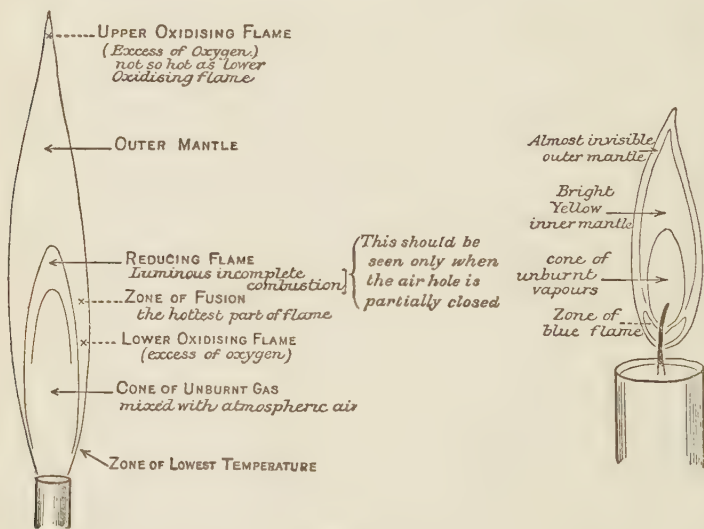 UPPER OXIDISING FLAME
(Excess of Oxygen)
not so hot as lower
Oxidising flame
OUTER MANTLE
REDUCING FLAME
Luminous incomplete
combustion
This should be
seen only when
the air hole is
partially closed
ZONE OF FUSION
the hottest part of flame
LOWER OXIDISING FLAME
(excess of oxygen)
CONE OF UNBURNT GAS
mixed with atmospheric air
ZONE OF LOWEST TEMPERATURE
Almost invisible
outer mantle
Bright
Yellow
inner mantle
cone of
unburnt
vapours
Zone of
blue flame